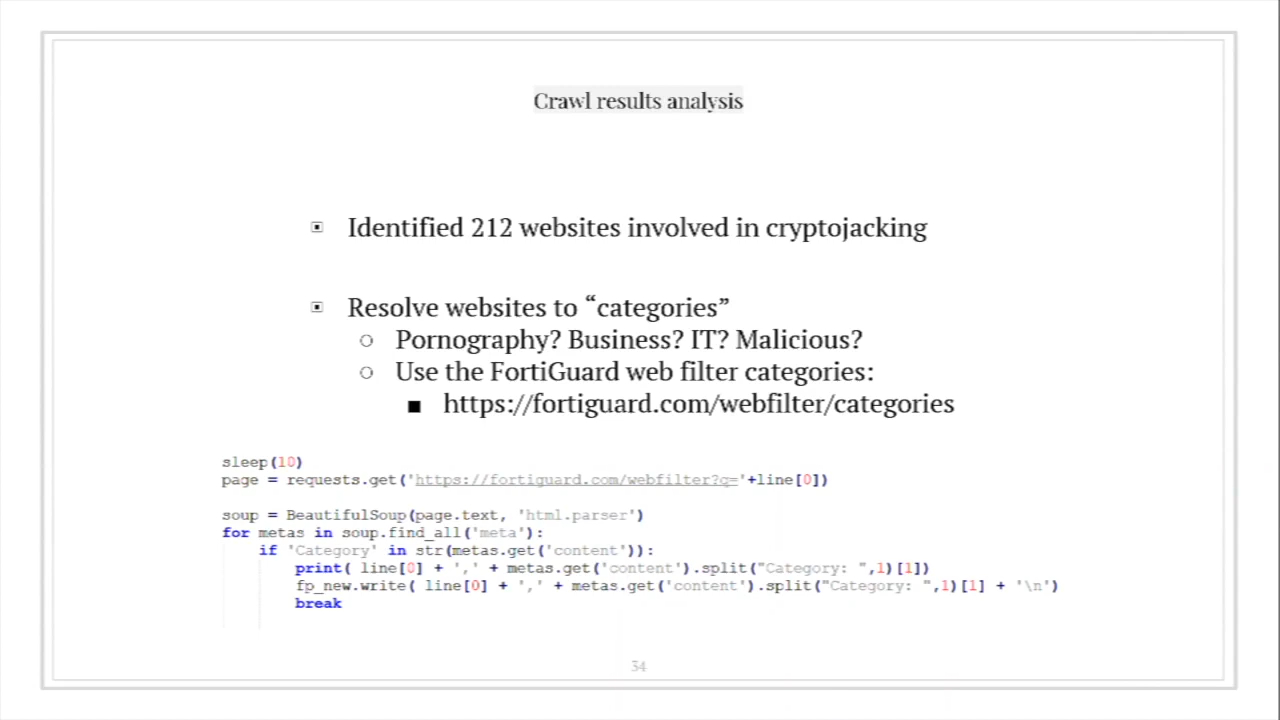 Crawl results analysis
Identified 212 websites involved in cryptojacking
Resolve websites to “categories”
Pornography? Business? IT? Malicious?
Use the FortiGuard web filter categories:
https://fortiguard.com/webfilter/categories
sleep(10)
page = requests.get('https://fortiguard.com/webfilter?q='+line[0])
soup = BeautifulSoup(page.text, 'html.parser')
for metas in soup.find_all('meta'):
if 'Category' in str(metas.get('content')):
print( line[0] + ',' + metas.get('content').split("Category: ",1)[1])
fp_new.write( line[0] + ',' + metas.get('content').split("Category: ",1)[1] + '\n')
break
34